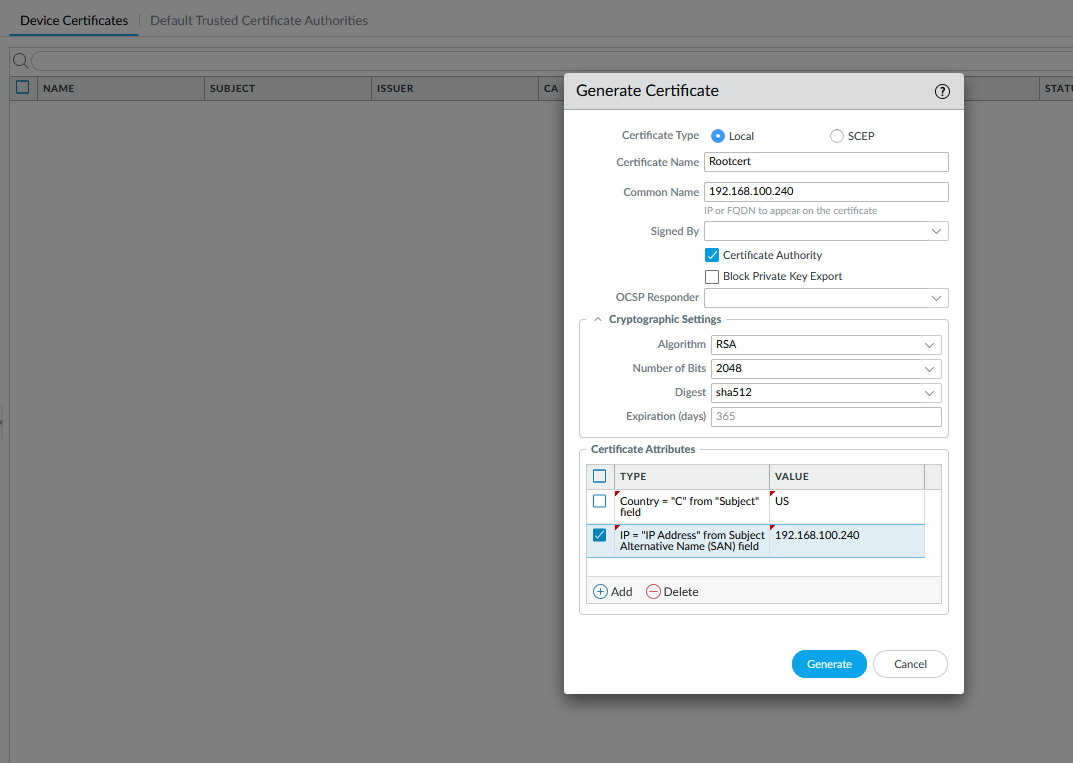 Device Certificates
Default Trusted Certificate Authorities
NAME
SUBJECT
ISSUER
CA
Generate Certificate
?
Certificate Type
Local
SCEP
Certificate Name
Rootcert
Common Name
192.168.100.240
IP or FQDN to appear on the certificate
Signed By
Certificate Authority
Block Private Key Export
OCSP Responder
Cryptographic Settings
Algorithm
RSA
Number of Bits
2048
Digest
sha512
Expiration (days)
365
Certificate Attributes
TYPE
VALUE
Country = "C" from "Subject"
field
US
IP = "IP Address" from Subject
Alternative Name (SAN) field
192.168.100.240
Add
Delete
Generate
Cancel